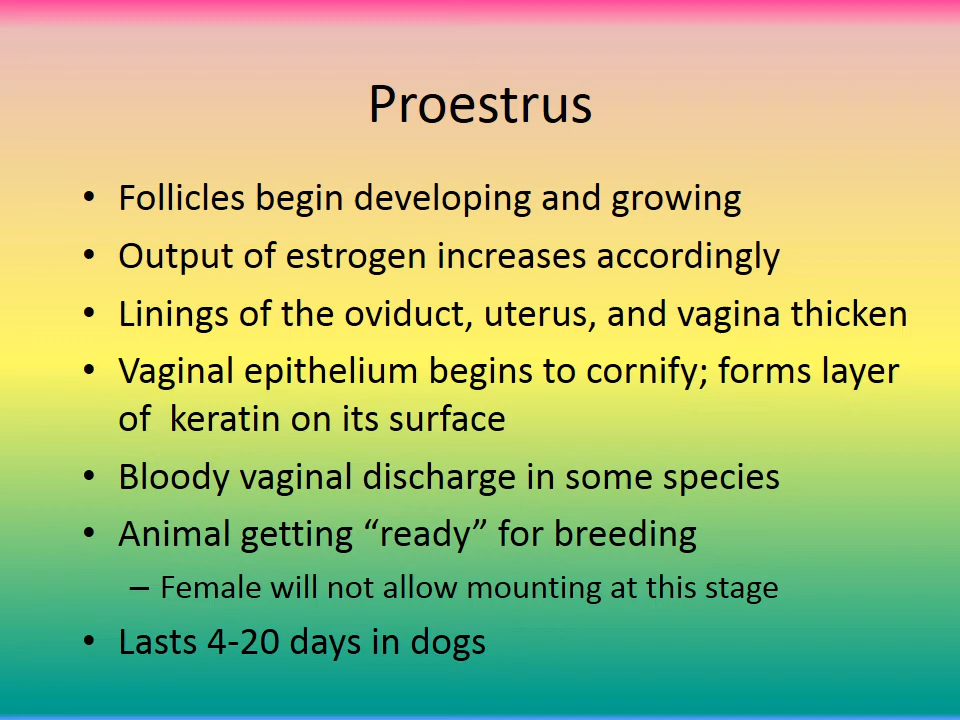 Proestrus
• Follicles begin developing and growing
• Output of estrogen increases accordingly
• Linings of the oviduct, uterus, and vagina thicken
• Vaginal epithelium begins to cornify; forms layer
of  keratin on its surface
• Bloody vaginal discharge in some species
• Animal getting “ready” for breeding
– Female will not allow mounting at this stage
• Lasts 4-20 days in dogs